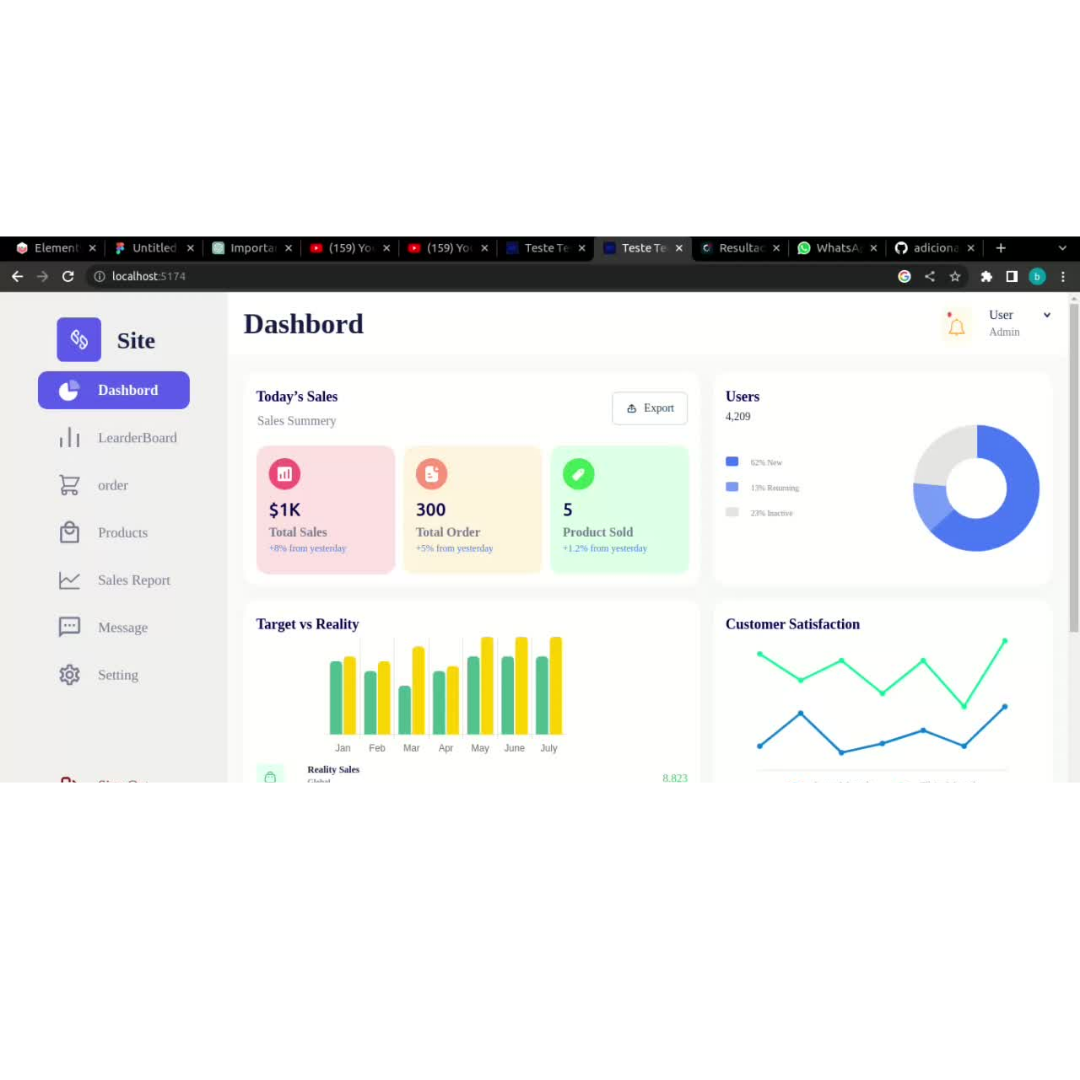 Element
Untitled
Importa
(159) Yo
(159) Yo
Teste Te
Teste Te
Resultad
WhatsA
adiciona
localhost:5174
b
Site
Dashbord
LearderBoard
order
Products
Sales Report
Message
Setting
Dashbord
User
Admin
Today's Sales
Sales Summery
Export
$1K
Total Sales
+8% from yesterday
300
Total Order
+5% from yesterday
5
Product Sold
+1.2% from yesterday
Users
4,209
62% New
13% Returning
23% Inactive
Target vs Reality
Jan Feb Mar Apr May June July
Reality Sales
Global
8.823
Customer Satisfaction